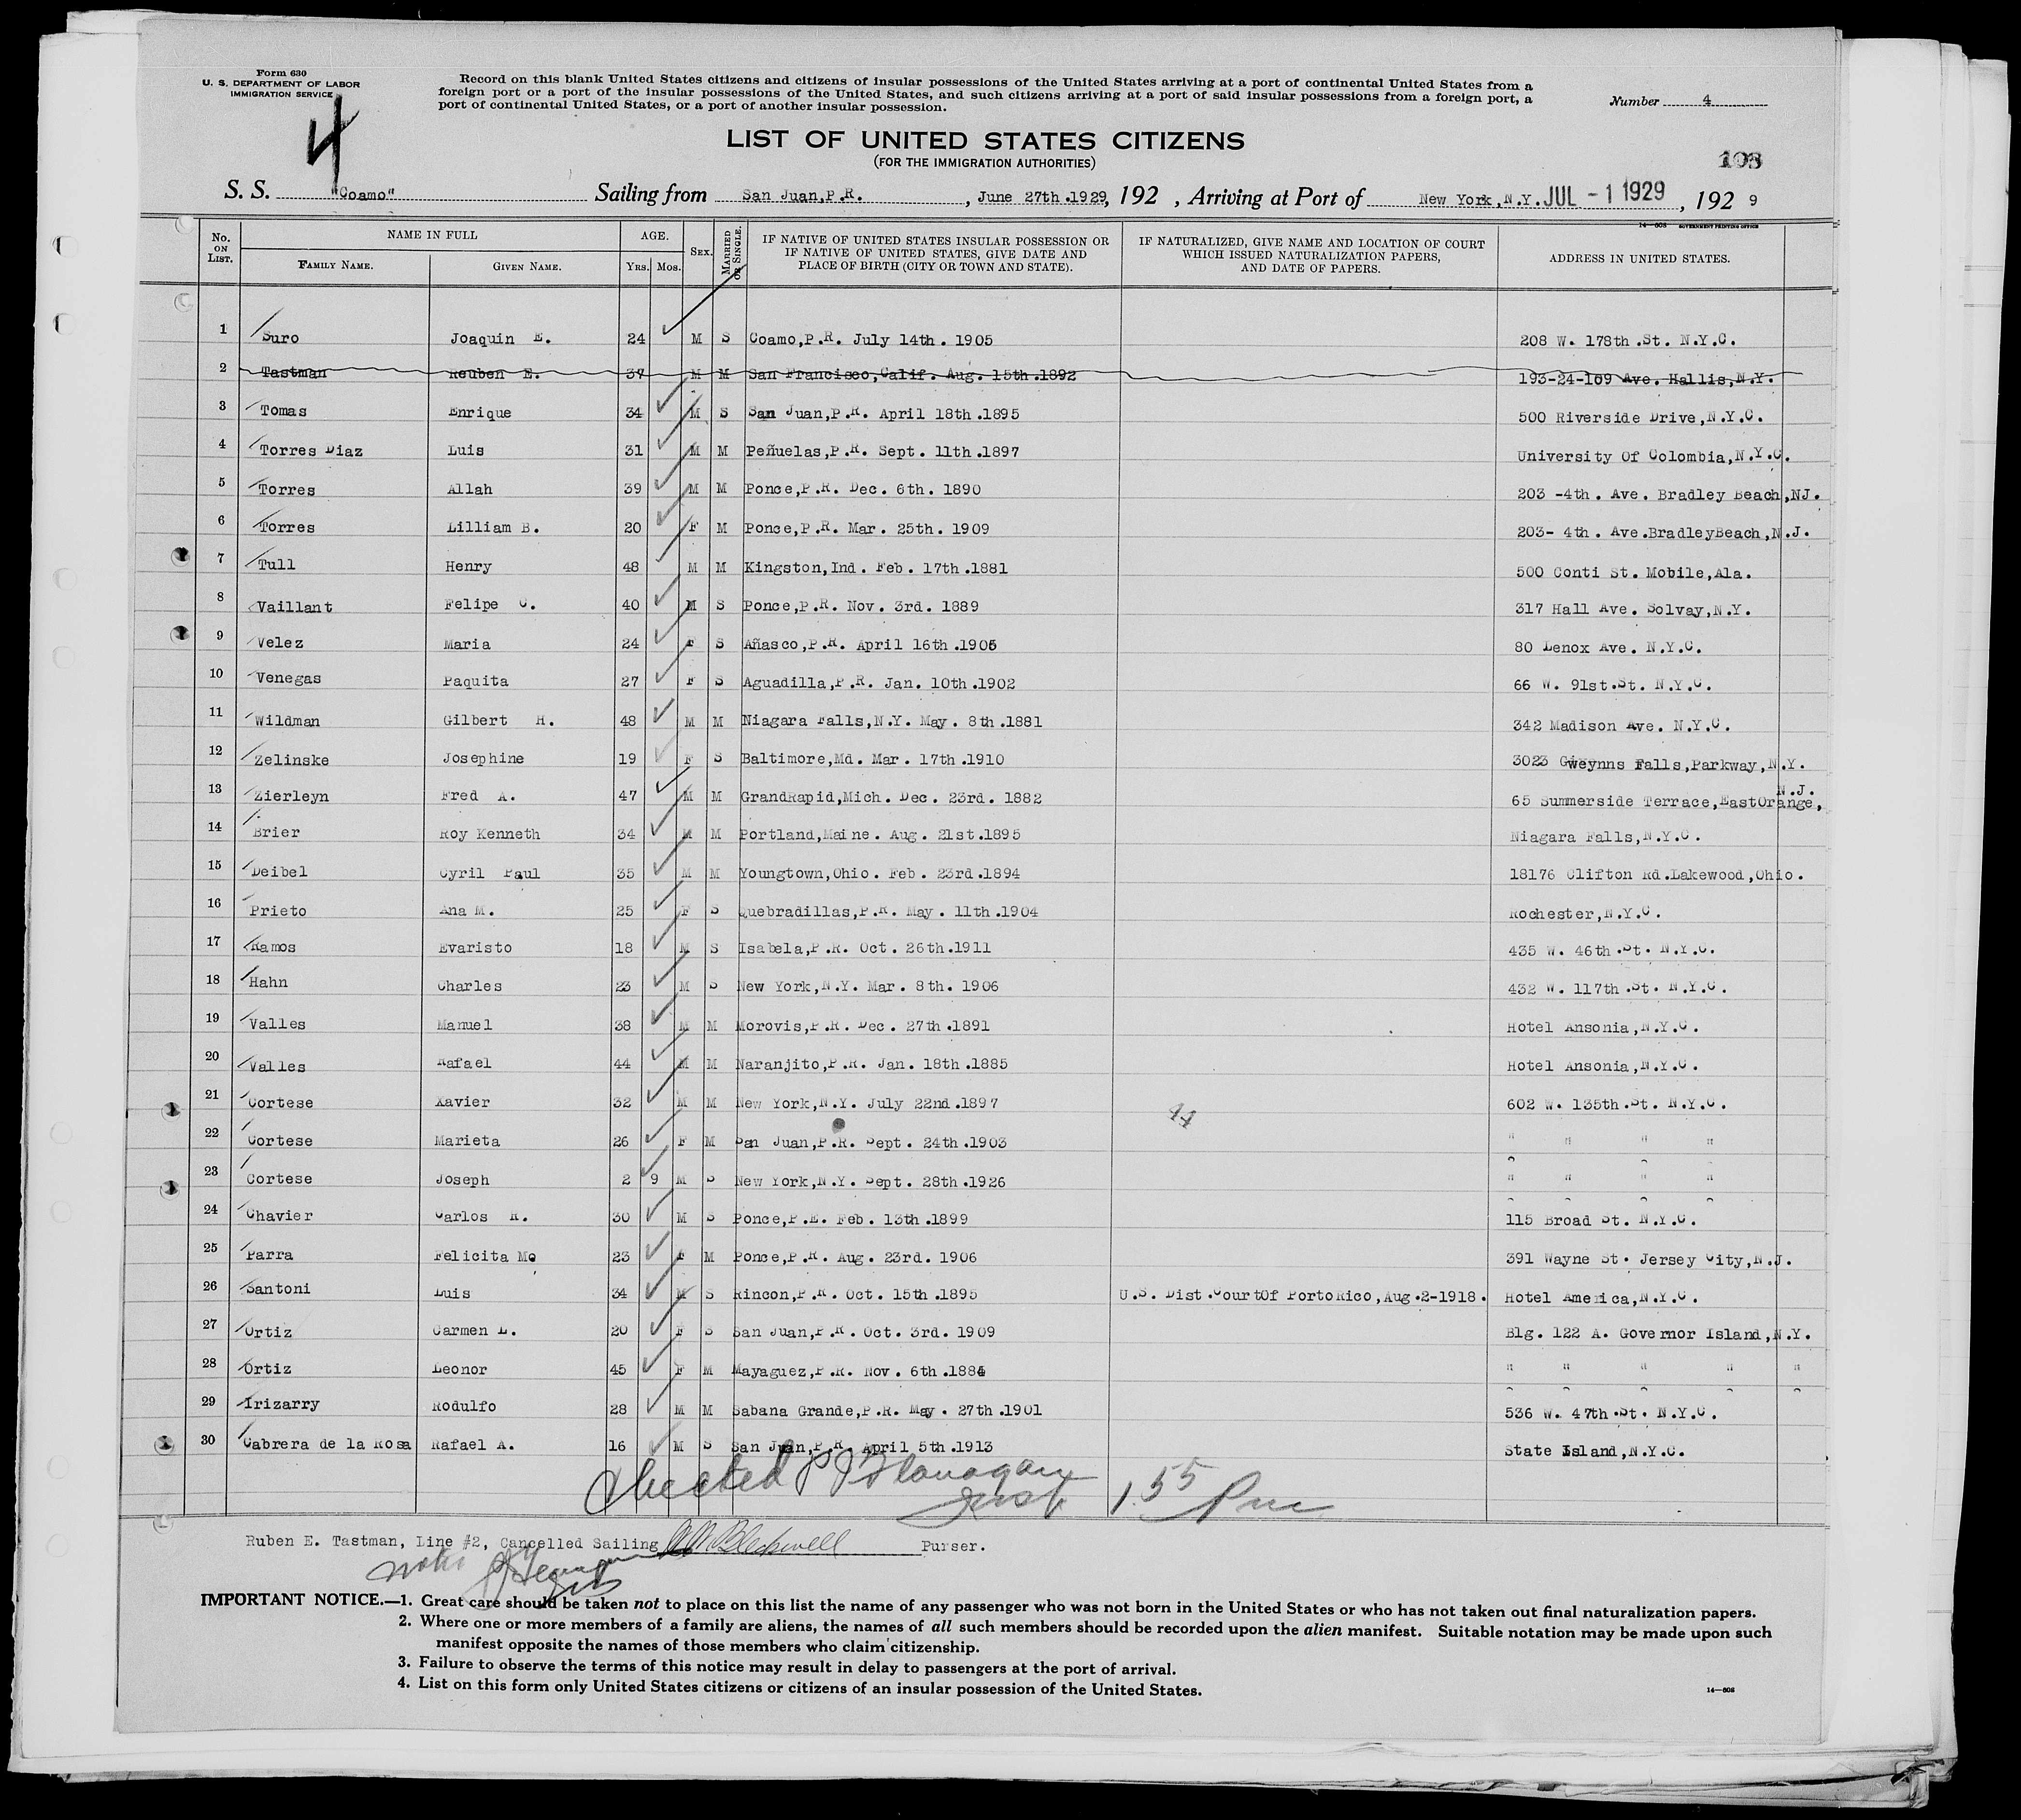 Form 630
U. S. DEPARTMENT OF LABOR
IMMIGRATION SERVICE
4
Record on this blank United States citizens and citizens of insular possessions of the United States arriving at a port of continental United States from a
foreign port or a port of the insular possessions of the United States, and such citizens arriving at a port of said insular possessions from a foreign port, a
port of continental United States, or a port of another insular possession.
Number 4
LIST OF UNITED STATES CITIZENS
(FOR THE IMMIGRATION AUTHORITIES)
S. S. "Coamo" Sailing from San Juan,P.R. , June 27th.1929, 192 , Arriving at Port of New York,N.Y. JUL - 1 1929 , 192 9
14—608 GOVERNMENT PRINTING OFFICE
No. ON LIST. NAME IN FULL FAMILY NAME. GIVEN NAME. AGE. YRS. MOS. SEX. MARRIED OR SINGLE. IF NATIVE OF UNITED STATES INSULAR POSSESSION OR IF NATIVE OF UNITED STATES, GIVE DATE AND PLACE OF BIRTH (CITY OR TOWN AND STATE). IF NATURALIZED, GIVE NAME AND LOCATION OF COURT WHICH ISSUED NATURALIZATION PAPERS, AND DATE OF PAPERS. ADDRESS IN UNITED STATES.
1 Suro Joaquin E. 24 M S Coamo,P.R. July 14th. 1905 208 W. 178th.St. N.Y.C.
2 Tastman Reuben E. 37 M M San Francisco,Calif. Aug. 15th.1892 193-24-109 Ave. Hallis,N.Y.
3 Tomas Enrique 34 M S San Juan,P.R. April 18th.1895 500 Riverside Drive,N.Y.C.
4 Torres Diaz Luis 31 M M Peñuelas,P.R. Sept. 11th.1897 University Of Colombia,N.Y.C.
5 Torres Allah 39 M M Ponce,P.R. Dec. 6th. 1890 203 -4th. Ave. Bradley Beach,NJ.
6 Torres Lilliam B. 20 F M Ponce,P.R. Mar. 25th. 1909 203- 4th. Ave.BradleyBeach,N.J.
7 Tull Henry 48 M M Kingston,Ind. Feb. 17th.1881 500 Conti St. Mobile,Ala.
8 Vaillant Felipe C. 40 M S Ponce,P.R. Nov. 3rd. 1889 317 Hall Ave. Solvay,N.Y.
9 Velez Maria 24 F S Añasco,P.R. April 16th.1905 80 Lenox Ave. N.Y.C.
10 Venegas Paquita 27 F S Aguadilla,P.R. Jan. 10th.1902 66 W. 91st.St. N.Y.C.
11 Wildman Gilbert H. 48 M M Niagara Falls,N.Y. May. 8th.1881 342 Madison Ave. N.Y.C.
12 Zelinske Josephine 19 F S Baltimore,Md. Mar. 17th.1910 3023 Gweynns Falls,Parkway,N.Y.
13 Zierleyn Fred A. 47 M M GrandRapid,Mich. Dec. 23rd. 1882 65 Summerside Terrace,EastOrange, N.J.
14 Brier Roy Kenneth 34 M M Portland,Maine. Aug. 21st.1895 Niagara Falls,N.Y.C.
15 Deibel Cyril Paul 35 M M Youngtown,Ohio. Feb. 23rd.1894 18176 Clifton Rd.Lakewood,Ohio.
16 Prieto Ana M. 25 F S Quebradillas,P.R. May. 11th.1904 Rochester,N.Y.C.
17 Ramos Evaristo 18 M S Isabela,P.R. Oct. 26th.1911 435 W. 46th.St. N.Y.C.
18 Hahn Charles 23 M S New York,N.Y. Mar. 8th. 1906 432 W. 117th.St. N.Y.C.
19 Valles Manuel 38 M M Morovis,P.R. Dec. 27th.1891 Hotel Ansonia,N.Y.C.
20 Valles Rafael 44 M M Naranjito,P.R. Jan. 18th.1885 Hotel Ansonia,N.Y.C.
21 Cortese Xavier 32 M M New York,N.Y. July 22nd.1897 602 W. 135th.St. N.Y.C.
22 Cortese Marieta 26 F M San Juan,P.R. Sept. 24th.1903 " " " "
23 Cortese Joseph 2 9 M S New York,N.Y. Sept. 28th.1926 " " " "
24 Chavier Carlos R. 30 M S Ponce,P.E. Feb. 13th.1899 115 Broad St. N.Y.C.
25 Parra Felicita Mo 23 F M Ponce,P.R. Aug. 23rd. 1906 391 Wayne St. Jersey City,N.J.
26 Santoni Luis 34 M S Rincon,P.R. Oct. 15th.1895 U.S. Dist.CourtOf PortoRico,Aug.2-1918. Hotel America,N.Y.C.
27 Ortiz Carmen L. 20 F S San Juan,P.R. Oct. 3rd. 1909 Blg. 122 A. Governor Island,N.Y.
28 Ortiz Leonor 45 F M Mayaguez,P.R. Nov. 6th.1884 " " " " "
29 Irizarry Rodulfo 28 M M Sabana Grande,P.R. May. 27th.1901 536 W. 47th.St. N.Y.C.
30 Cabrera de la Rosa Rafael A. 16 M S San Juan,P.R. April 5th.1913 State Island,N.Y.C.
Checked P J Flanagan
Insp 1.55 Pm
Ruben E. Tastman, Line #2, Cancelled Sailing Purser.
IMPORTANT NOTICE.—1. Great care should be taken not to place on this list the name of any passenger who was not born in the United States or who has not taken out final naturalization papers.
2. Where one or more members of a family are aliens, the names of all such members should be recorded upon the alien manifest. Suitable notation may be made upon such
manifest opposite the names of those members who claim citizenship.
3. Failure to observe the terms of this notice may result in delay to passengers at the port of arrival.
4. List on this form only United States citizens or citizens of an insular possession of the United States.
14—608